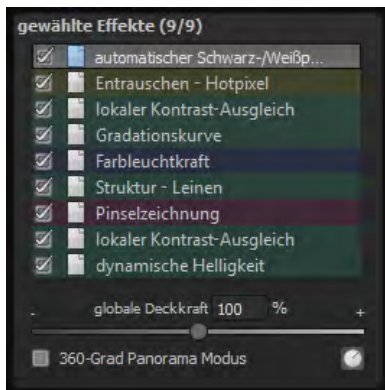 gewählte Effekte (9/9)
automatischer Schwarz-/Weißp...
Entrauschen - Hotpixel
lokaler Kontrast-Ausgleich
Gradationskurve
Farbleuchtkraft
Struktur - Leinen
Pinselzeichnung
lokaler Kontrast-Ausgleich
dynamische Helligkeit
- globale Deckkraft 100 % +
360-Grad Panorama Modus